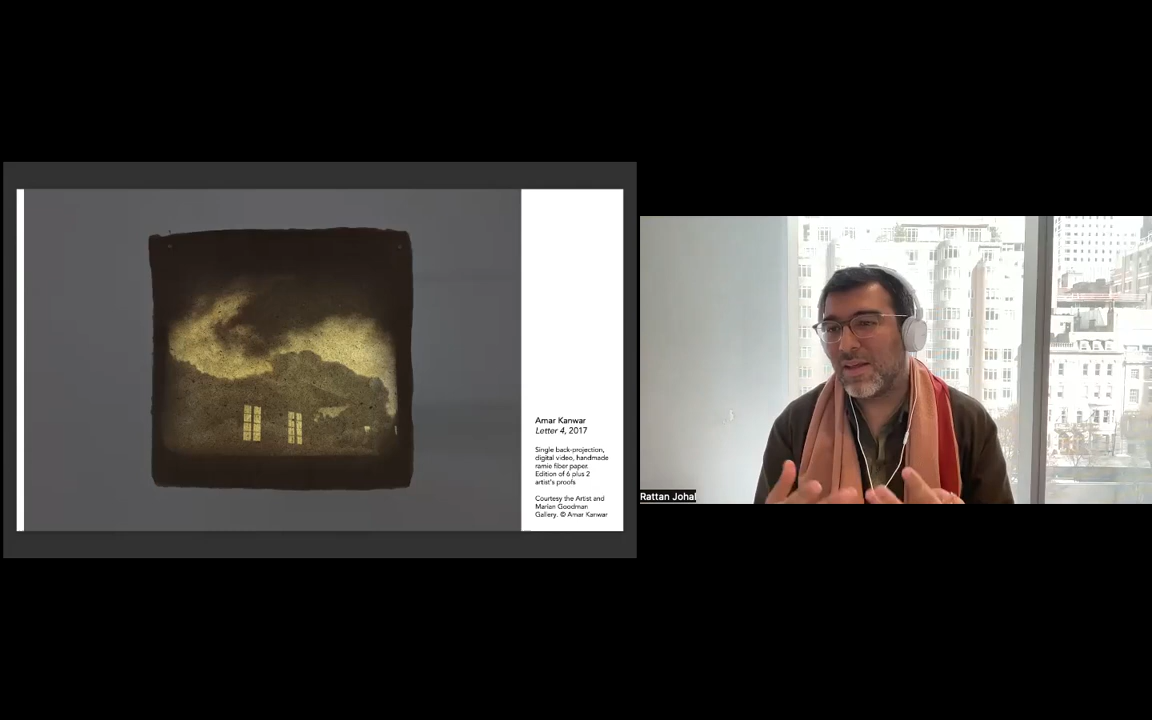 Amar Kanwar
Letter 4, 2017
Single back-projection,
digital video, handmade
ramie fiber paper.
Edition of 6 plus 2
artist's proofs
Courtesy the Artist and
Marian Goodman
Gallery. © Amar Kanwar
Rattan Johal